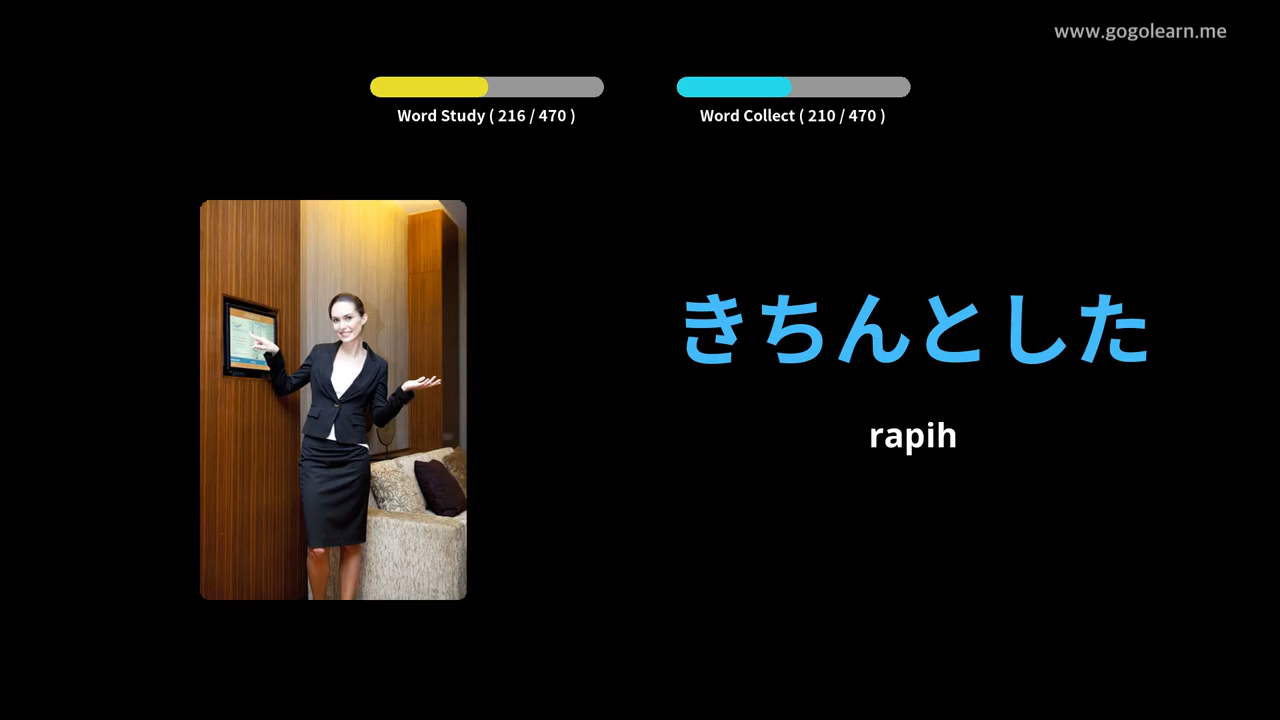 www.gogolearn.me
Word Study ( 216 / 470 )
Word Collect ( 210 / 470 )
きちんとした
rapih